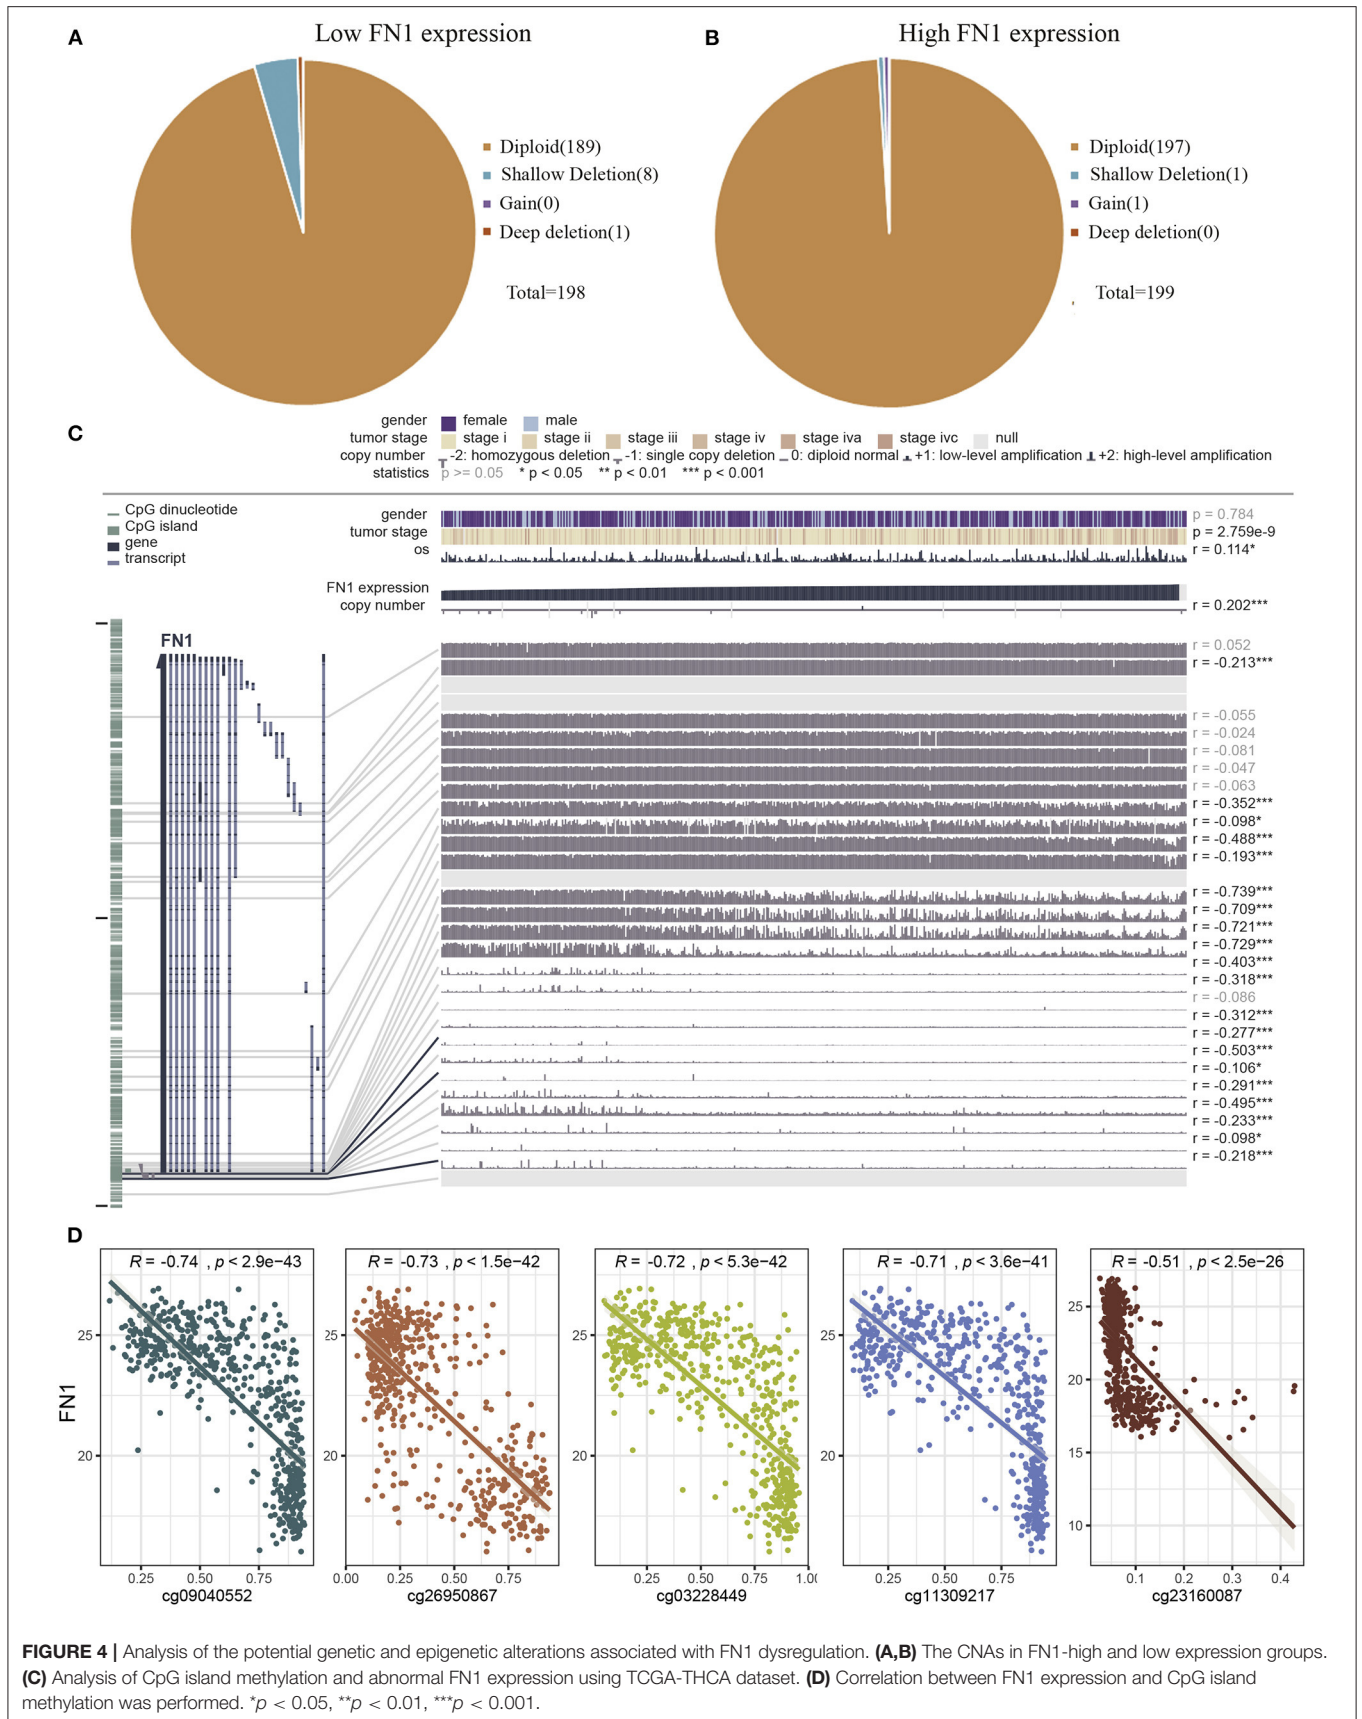 A
Low FN1 expression
Diploid(189)
Shallow Deletion(8)
Gain(0)
Deep deletion(1)
Total=198
B
High FN1 expression
Diploid(197)
Shallow Deletion(1)
Gain(1)
Deep deletion(0)
Total=199
C
gender female male
tumor stage stage i stage ii stage iii stage iv stage iva stage ivc null
copy number -2: homozygous deletion -1: single copy deletion 0: diploid normal +1: low-level amplification +2: high-level amplification
statistics p >= 0.05 * p < 0.05 ** p < 0.01 *** p < 0.001
CpG dinucleotide
CpG island
gene
transcript
gender p = 0.784
tumor stage p = 2.759e-9
os r = 0.114*
FN1 expression
copy number r = 0.202***
FN1
r = 0.052
r = -0.213***
r = -0.055
r = -0.024
r = -0.081
r = -0.047
r = -0.063
r = -0.352***
r = -0.098*
r = -0.488***
r = -0.193***
r = -0.739***
r = -0.709***
r = -0.721***
r = -0.729***
r = -0.403***
r = -0.318***
r = -0.086
r = -0.312***
r = -0.277***
r = -0.503***
r = -0.106*
r = -0.291***
r = -0.495***
r = -0.233***
r = -0.098*
r = -0.218***
D
FN1
R = -0.74 , p < 2.9e-43
25
20
0.25 0.50 0.75
cg09040552
R = -0.73 , p < 1.5e-42
25
20
0.00 0.25 0.50 0.75
cg26950867
R = -0.72 , p < 5.3e-42
25
20
0.25 0.50 0.75 1.0
cg03228449
R = -0.71 , p < 3.6e-41
25
20
0.25 0.50 0.75
cg11309217
R = -0.51 , p < 2.5e-26
25
20
15
10
0.1 0.2 0.3 0.4
cg23160087
FIGURE 4 | Analysis of the potential genetic and epigenetic alterations associated with FN1 dysregulation. (A,B) The CNAs in FN1-high and low expression groups.
(C) Analysis of CpG island methylation and abnormal FN1 expression using TCGA-THCA dataset. (D) Correlation between FN1 expression and CpG island
methylation was performed. *p < 0.05, **p < 0.01, ***p < 0.001.